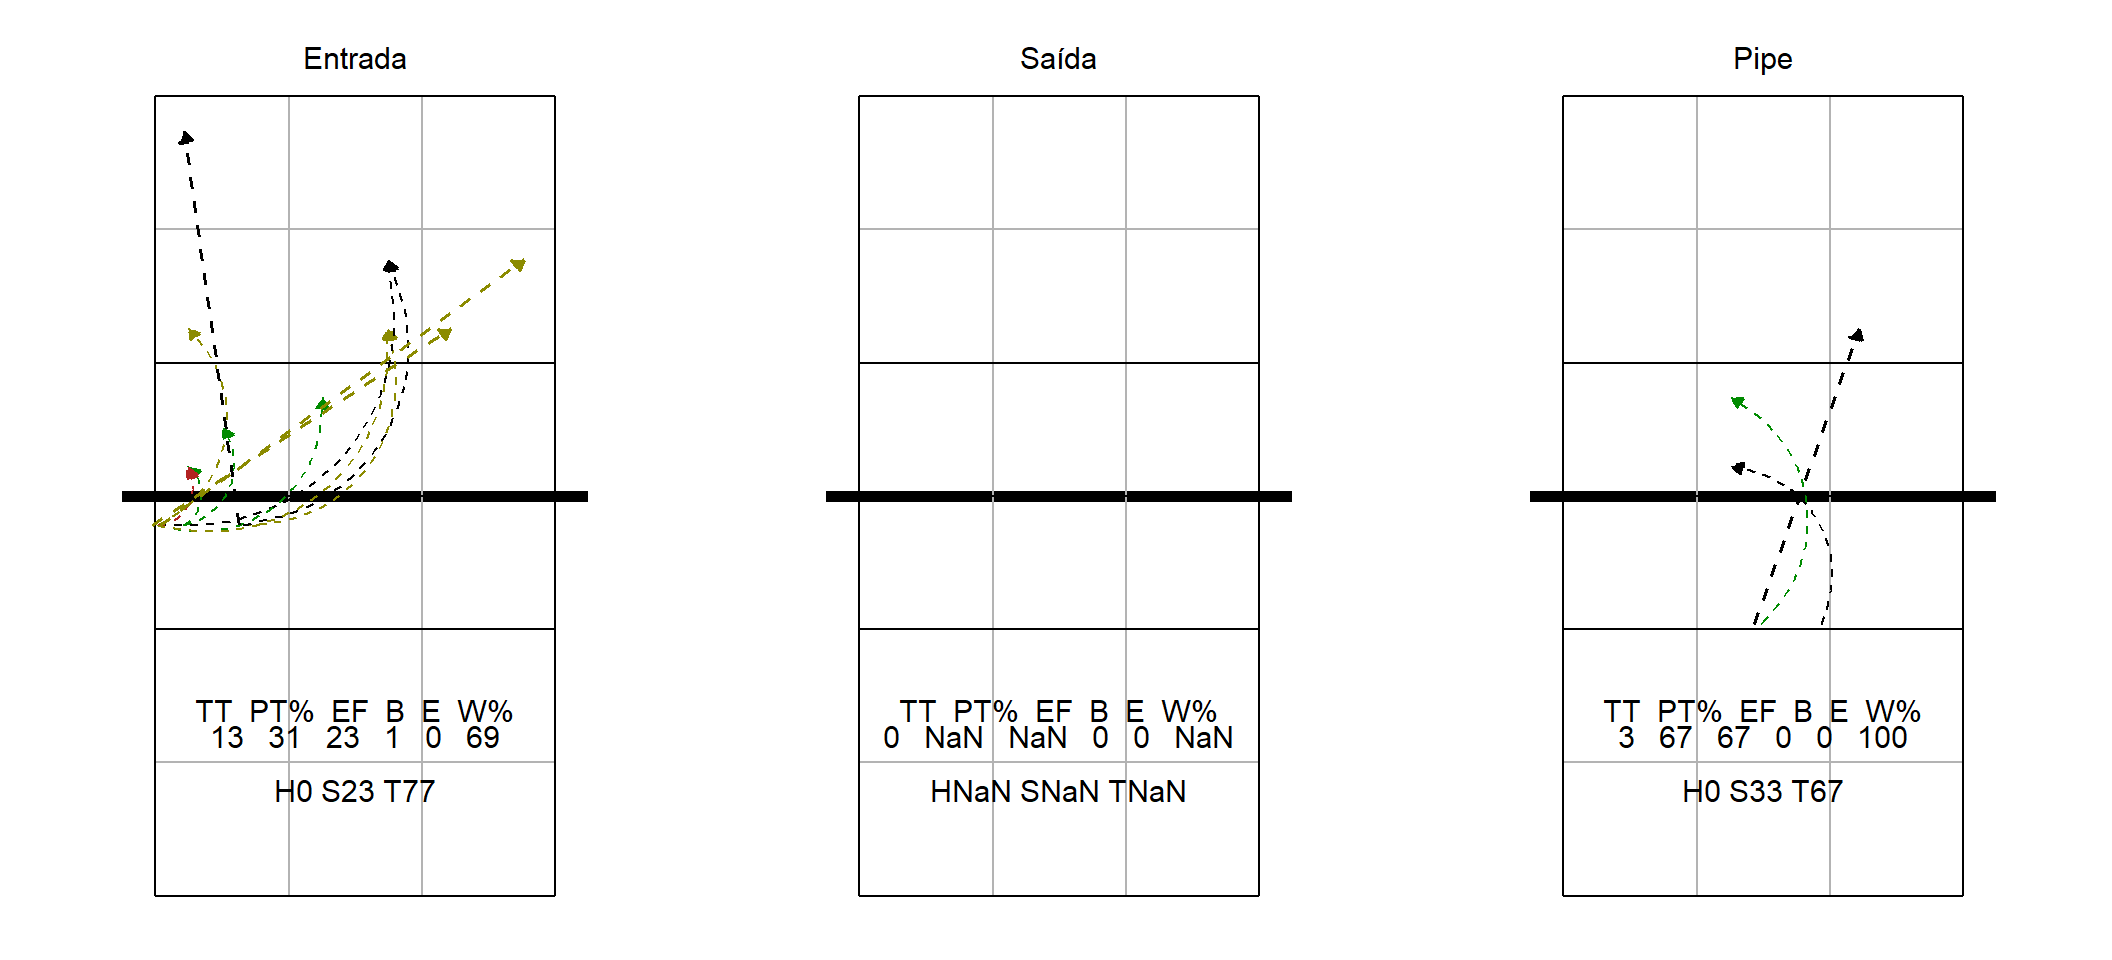 Entrada
TT PT% EF B E W%
13 31 23 1 0 69
H0 S23 T77
Saída
TT PT% EF B E W%
0 NaN NaN 0 0 NaN
HNaN SNaN TNaN
Pipe
TT PT% EF B E W%
3 67 67 0 0 100
H0 S33 T67